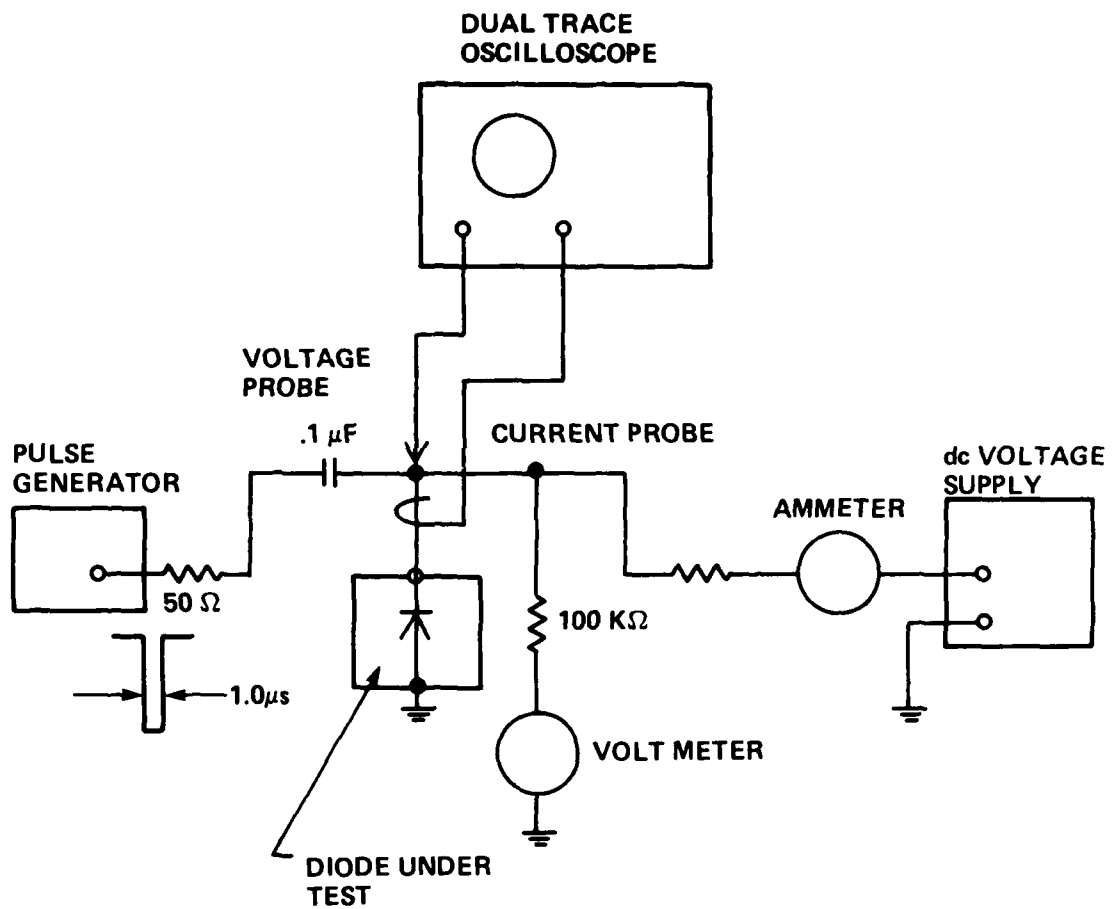 DUAL TRACE
OSCILLOSCOPE
VOLTAGE
PROBE
.1 μF
CURRENT PROBE
PULSE
GENERATOR
dc VOLTAGE
SUPPLY
AMMETER
50 Ω
100 KΩ
1.0μs
VOLT METER
DIODE UNDER
TEST